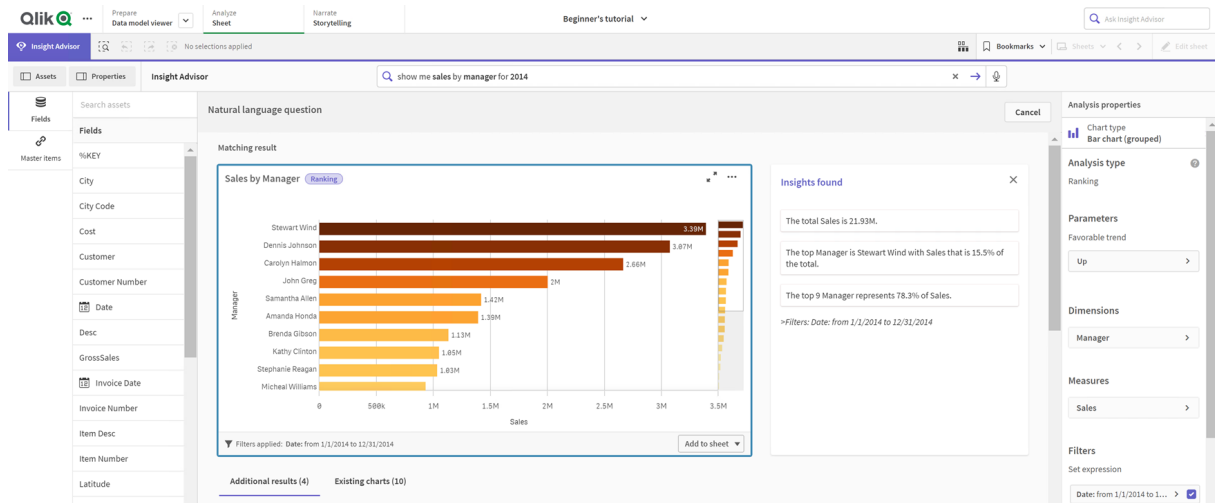 Qlik
Prepare
Data model viewer
Analyze
Sheet
Narrate
Storytelling
Beginner's tutorial
Ask Insight Advisor
Insight Advisor
No selections applied
Bookmarks
Sheets
Edit sheet
Assets
Properties
Insight Advisor
show me sales by manager for 2014
Fields
Master items
Search assets
Fields
%KEY
City
City Code
Cost
Customer
Customer Number
Date
Desc
GrossSales
Invoice Date
Invoice Number
Item Desc
Item Number
Latitude
Natural language question
Cancel
Matching result
Sales by Manager Ranking
Manager
Stewart Wind 3.39M
Dennis Johnson 3.07M
Carolyn Halmon 2.66M
John Greg 2M
Samantha Allen 1.42M
Amanda Honda 1.39M
Brenda Gibson 1.13M
Kathy Clinton 1.05M
Stephanie Reagan 1.03M
Micheal Williams
0 500k 1M 1.5M 2M 2.5M 3M 3.5M
Sales
Filters applied: Date: from 1/1/2014 to 12/31/2014
Add to sheet
Insights found
The total Sales is 21.93M.
The top Manager is Stewart Wind with Sales that is 15.5% of
the total.
The top 9 Manager represents 78.3% of Sales.
>Filters: Date: from 1/1/2014 to 12/31/2014
Additional results (4)
Existing charts (10)
Analysis properties
Chart type
Bar chart (grouped)
Analysis type
Ranking
Parameters
Favorable trend
Up
Dimensions
Manager
Measures
Sales
Filters
Set expression
Date: from 1/1/2014 to 1...